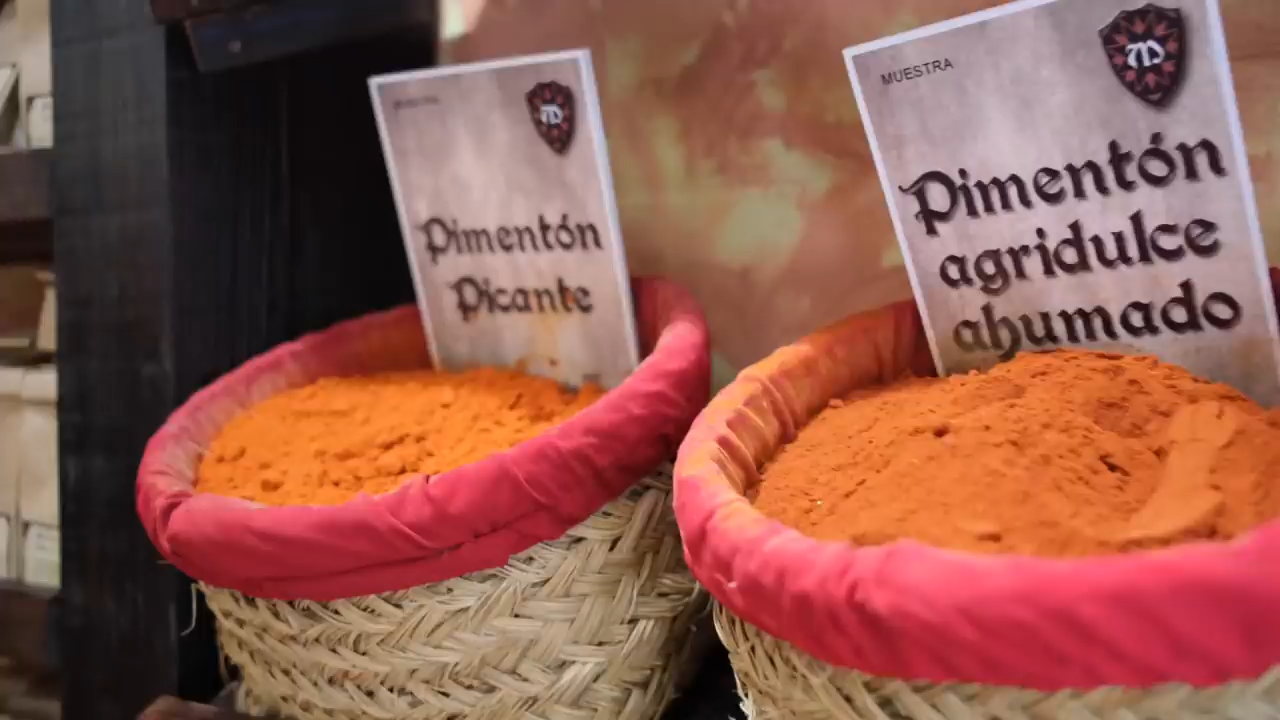 Pimentón
Picante
MUESTRA
Pimentón
agridulce
ahumado